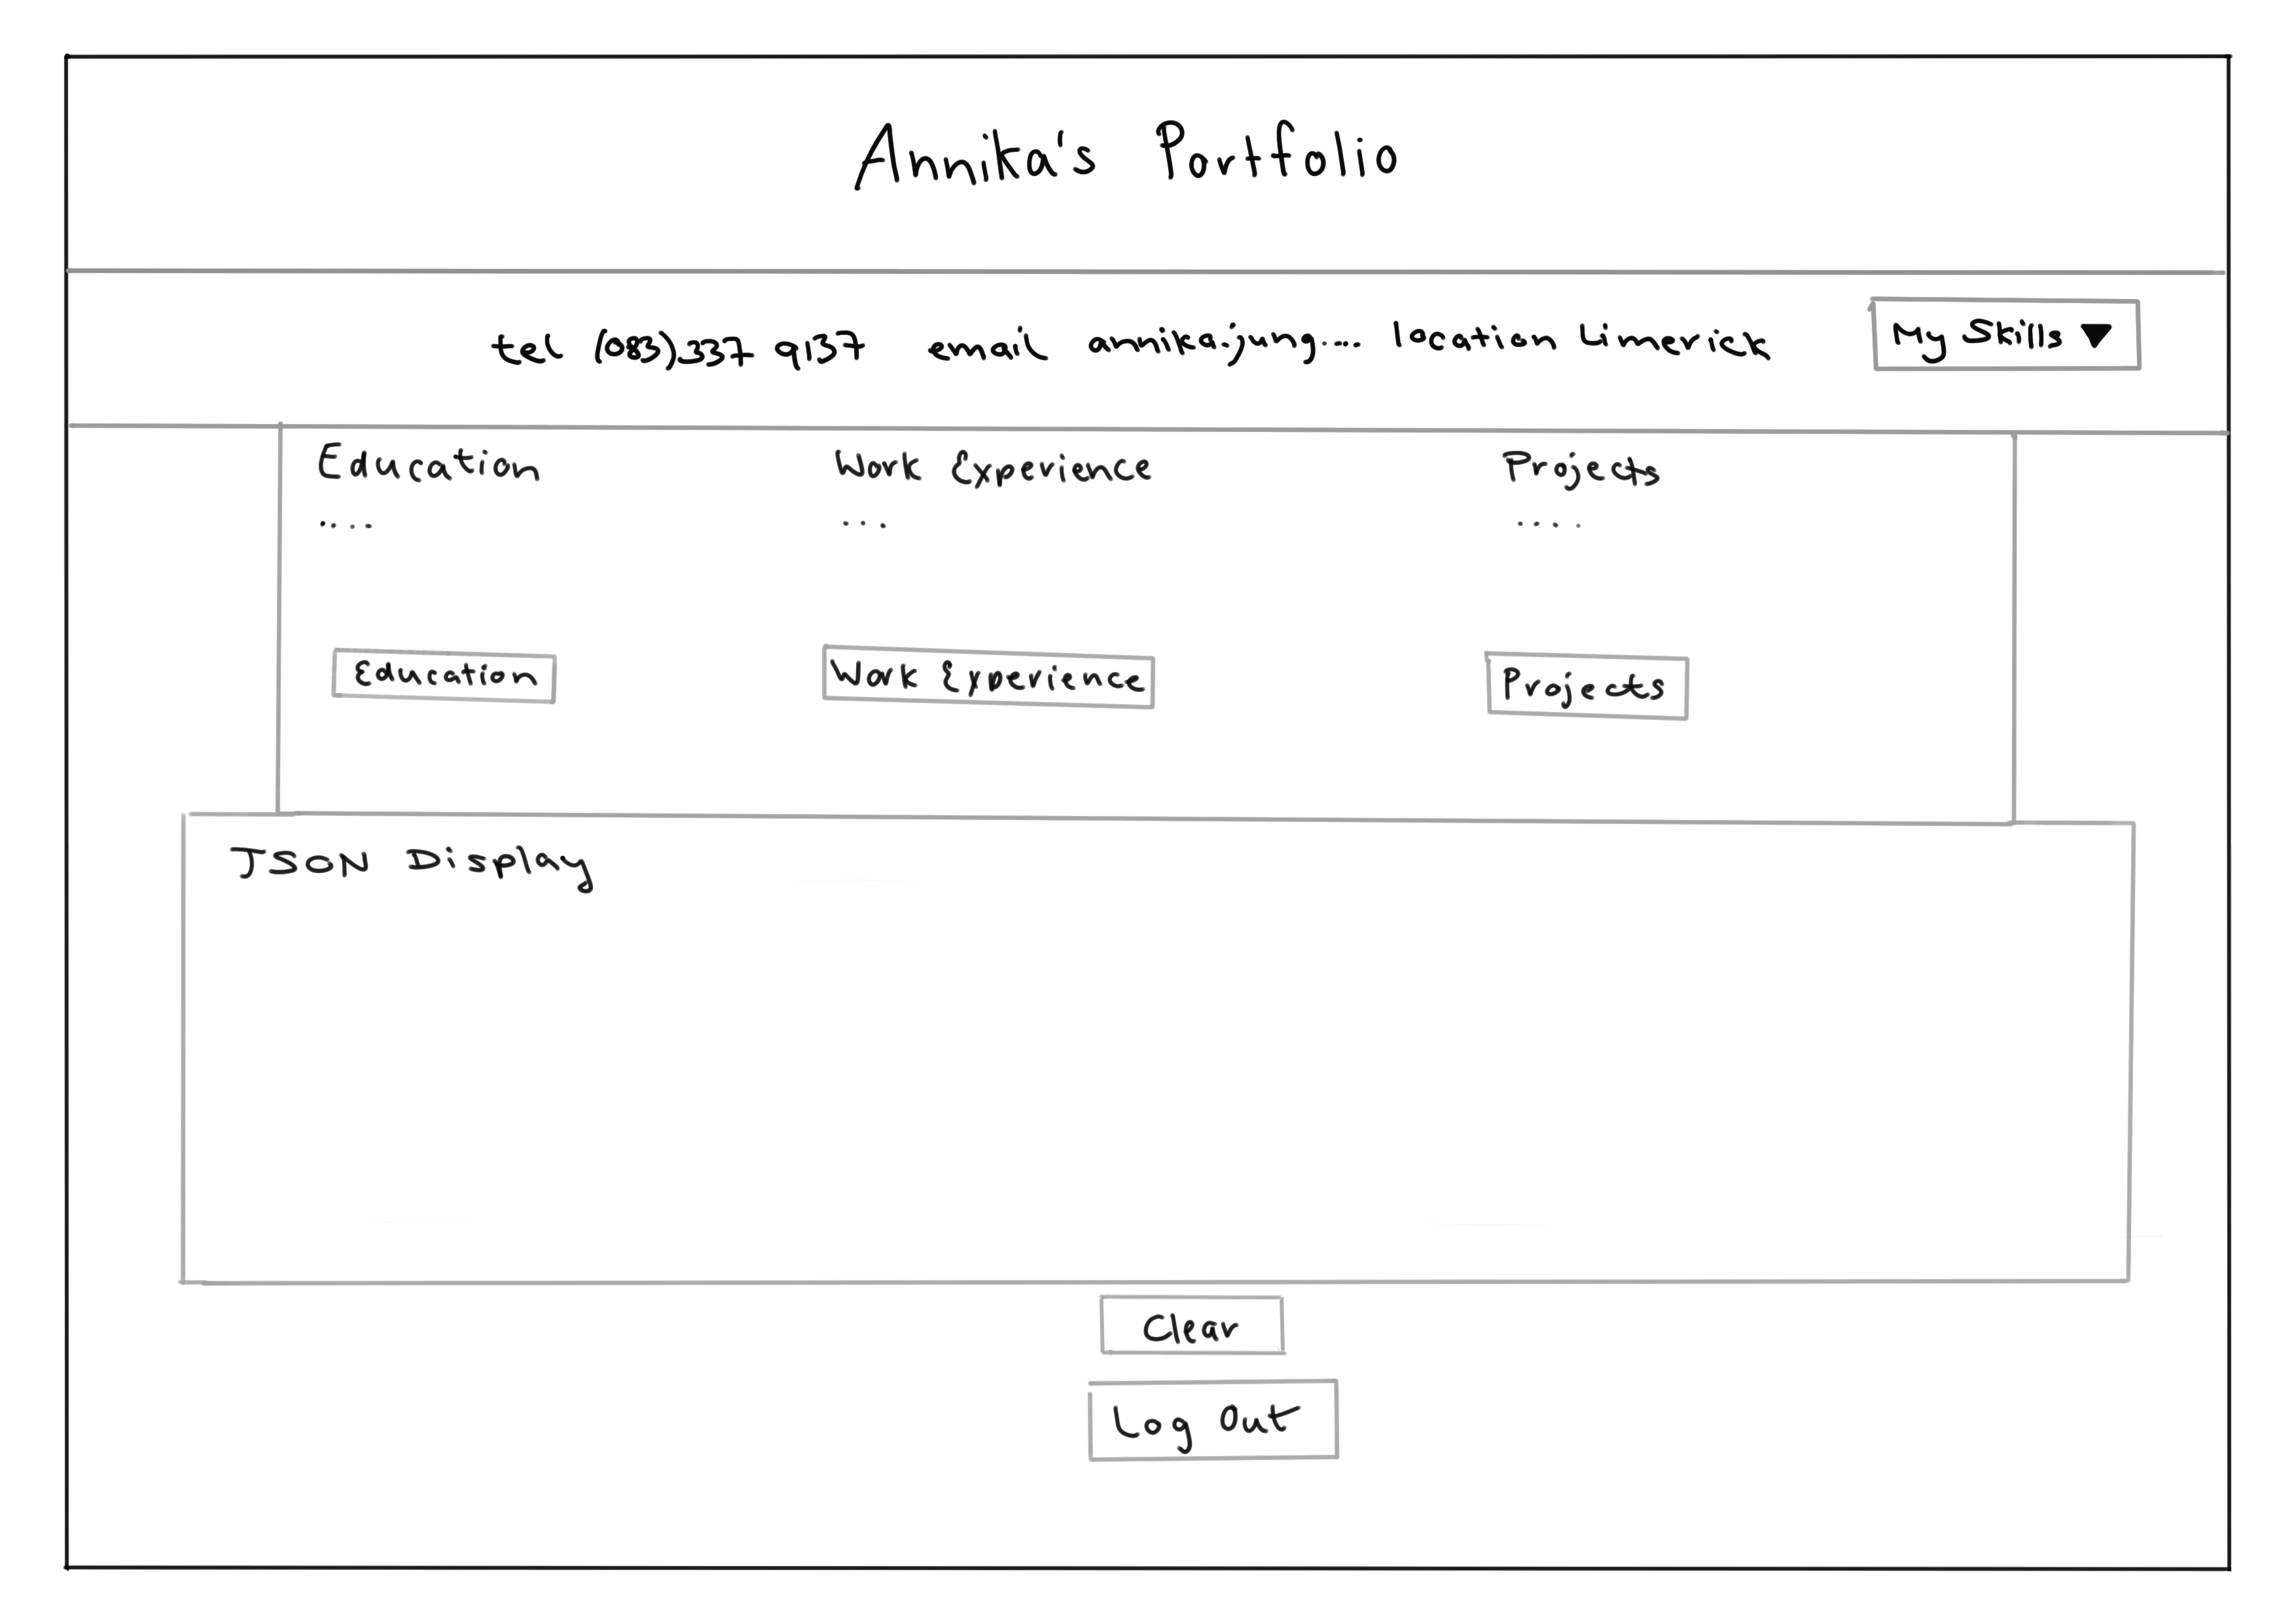 Annika's Portfolio
tel (083) 337 9137 email annika.jung... location Limerick My Skills ▼
Education Work Experience Projects
.... ... ....
Education Work Experience Projects
JSON Display
Clear
Log Out